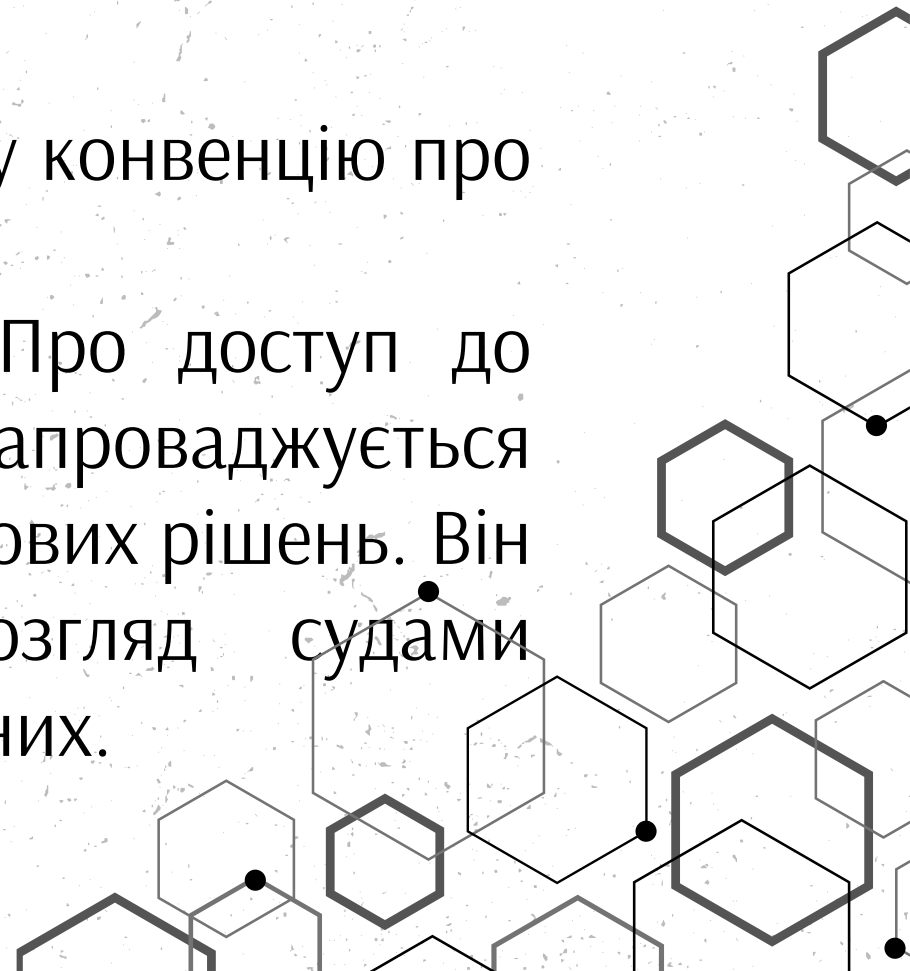 у конвенцію про
Про доступ до
апроваджується
ових рішень. Він
озгляд судами
них.